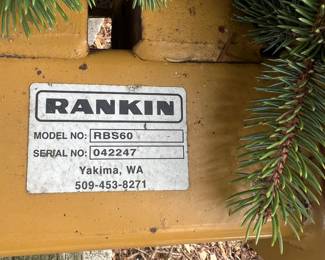 RANKIN
MODEL NO: RBS60
SERIAL NO: 042247
Yakima, WA
509-453-8271